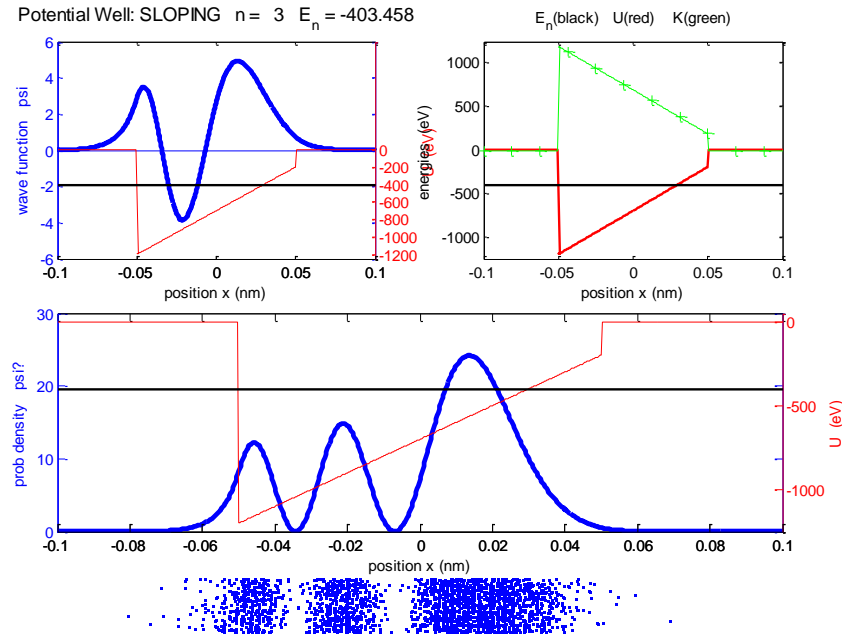 Potential Well: SLOPING n = 3 E_n = -403.458
6
4
2
0
-2
-4
-6
wave function psi
0
-200
-400
-600
-800
-1000
-1200
-0.1 -0.05 0 0.05 0.1
position x (nm)
E_n(black) U(red) K(green)
1000
500
0
-500
-1000
energies (eV)
-0.1 -0.05 0 0.05 0.1
position x (nm)
30
20
10
0
prob density psi?
0
-500
-1000
U (eV)
-0.1 -0.08 -0.06 -0.04 -0.02 0 0.02 0.04 0.06 0.08 0.1
position x (nm)